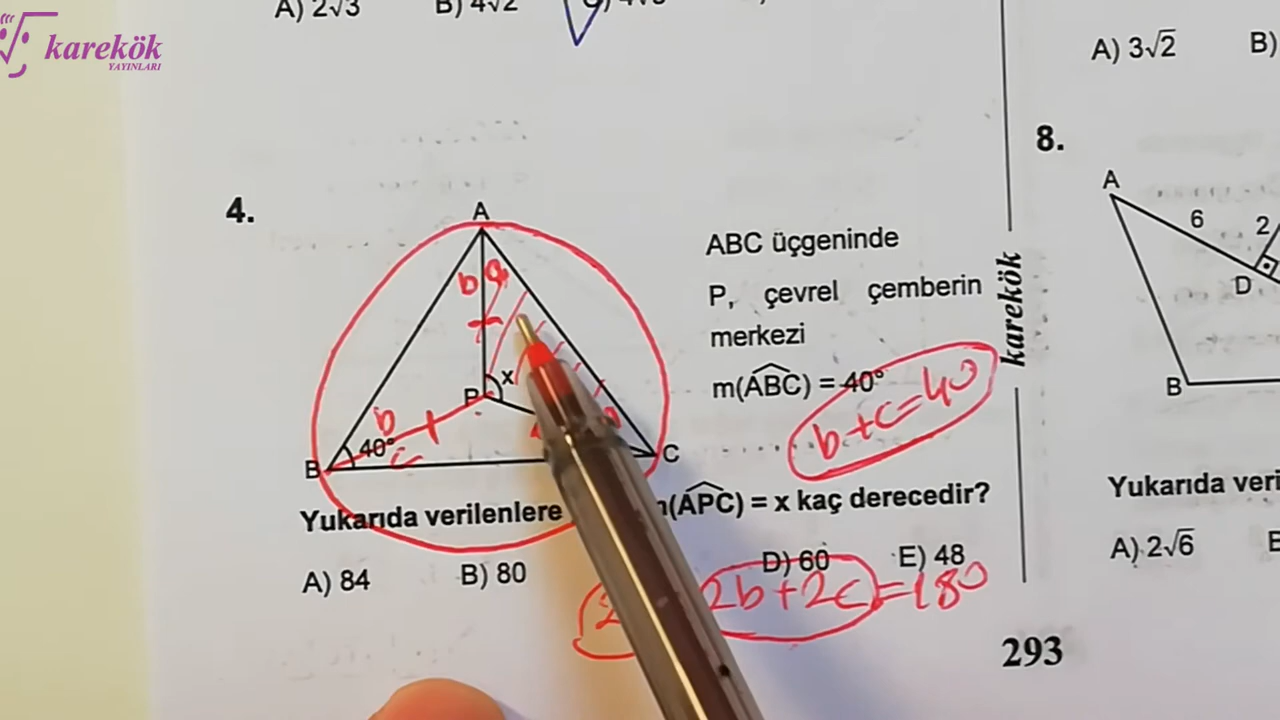 karekök
YAYINLARI
A) 2√3 B) 4√2
A) 3√2 B)
4.
A
b a
P x
b
B 40° C
c
ABC üçgeninde
P, çevrel çemberin
merkezi
m(ABC) = 40°
b+c=40
Yukarıda verilenlere (APC) = x kaç derecedir?
A) 84 B) 80 D) 60 E) 48
2b+2c=180
karekök
293
8.
A
6 2
D
B
Yukarıda veri
A) 2√6